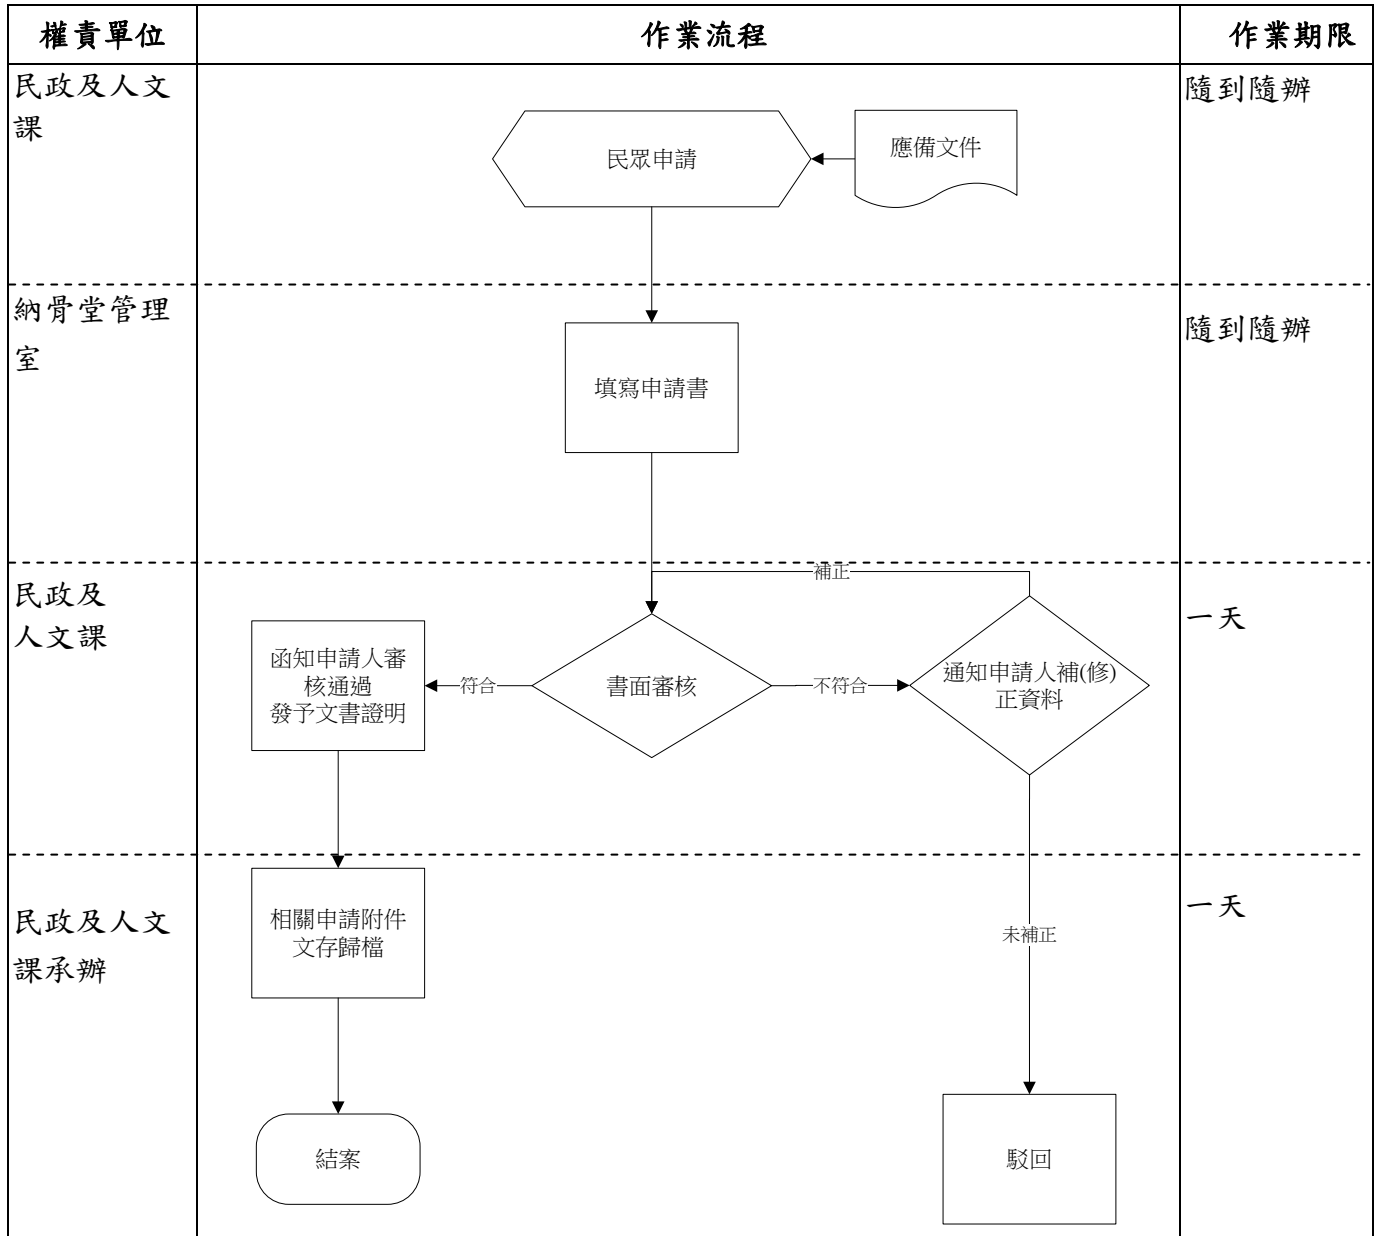 權責單位
作業流程
作業期限
民政及人文
課
民眾申請
應備文件
隨到隨辦
納骨堂管理
室
填寫申請書
隨到隨辦
民政及
人文課
補正
函知申請人審
核通過
發予文書證明
符合
書面審核
不符合
通知申請人補(修)
正資料
一天
民政及人文
課承辦
相關申請附件
文存歸檔
未補正
一天
結案
駁回